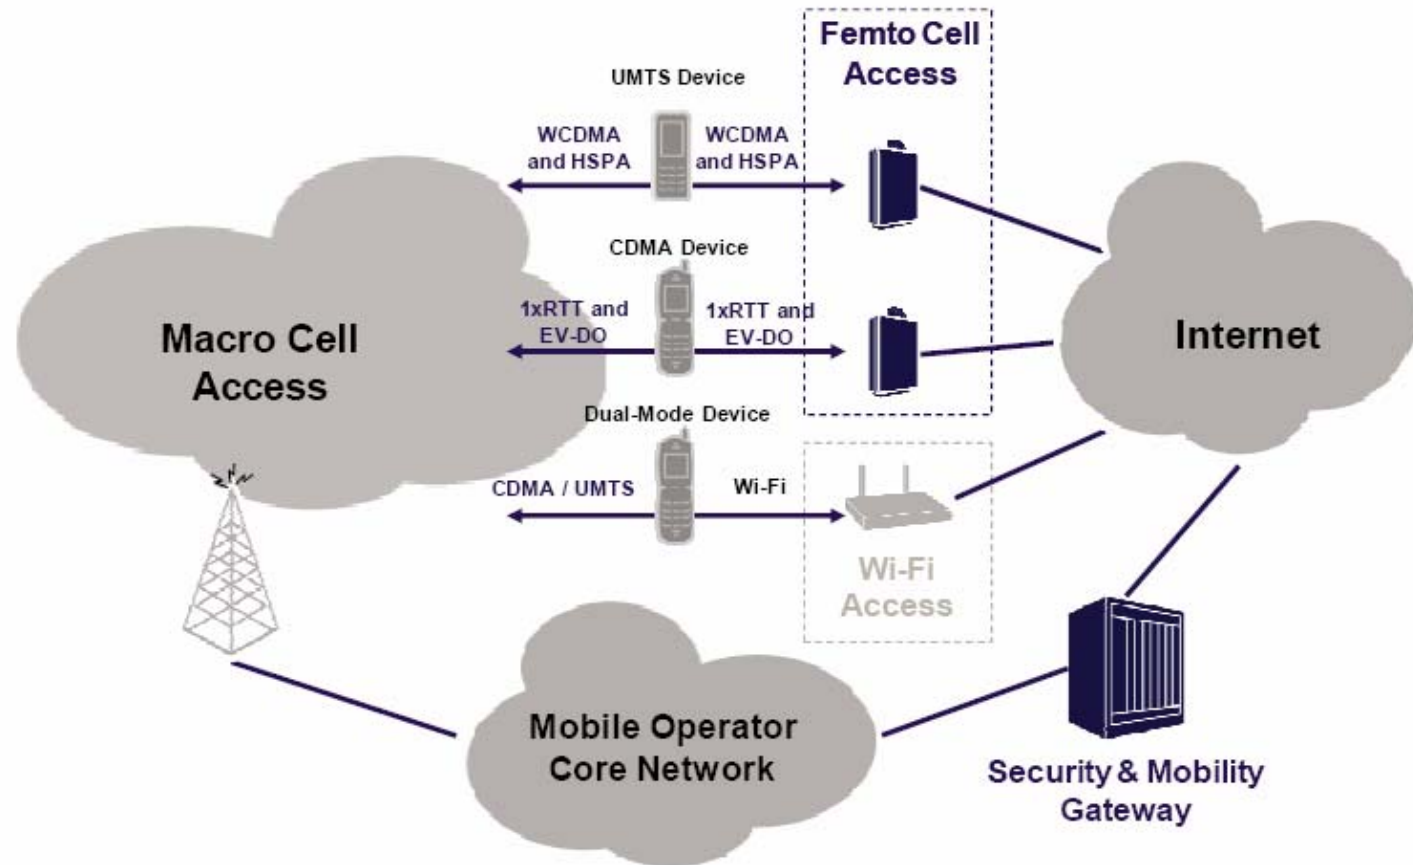 Femto Cell
Access
UMTS Device
WCDMA
and HSPA
WCDMA
and HSPA
CDMA Device
1xRTT and
EV-DO
1xRTT and
EV-DO
Macro Cell
Access
Internet
Dual-Mode Device
CDMA / UMTS
Wi-Fi
Wi-Fi
Access
Mobile Operator
Core Network
Security & Mobility
Gateway